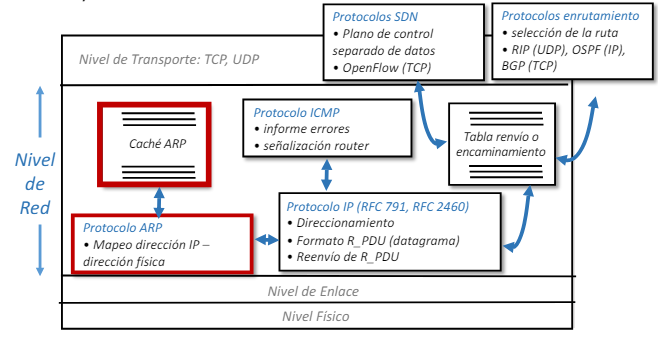 Protocolos SDN
• Plano de control
separado de datos
• OpenFlow (TCP)
Protocolos enrutamiento
• selección de la ruta
• RIP (UDP), OSPF (IP),
BGP (TCP)
Nivel de Transporte: TCP, UDP
Nivel
de
Red
Caché ARP
Protocolo ICMP
• informe errores
• señalización router
Tabla renvío o
encaminamiento
Protocolo ARP
• Mapeo dirección IP –
dirección física
Protocolo IP (RFC 791, RFC 2460)
• Direccionamiento
• Formato R_PDU (datagrama)
• Reenvío de R_PDU
Nivel de Enlace
Nivel Físico